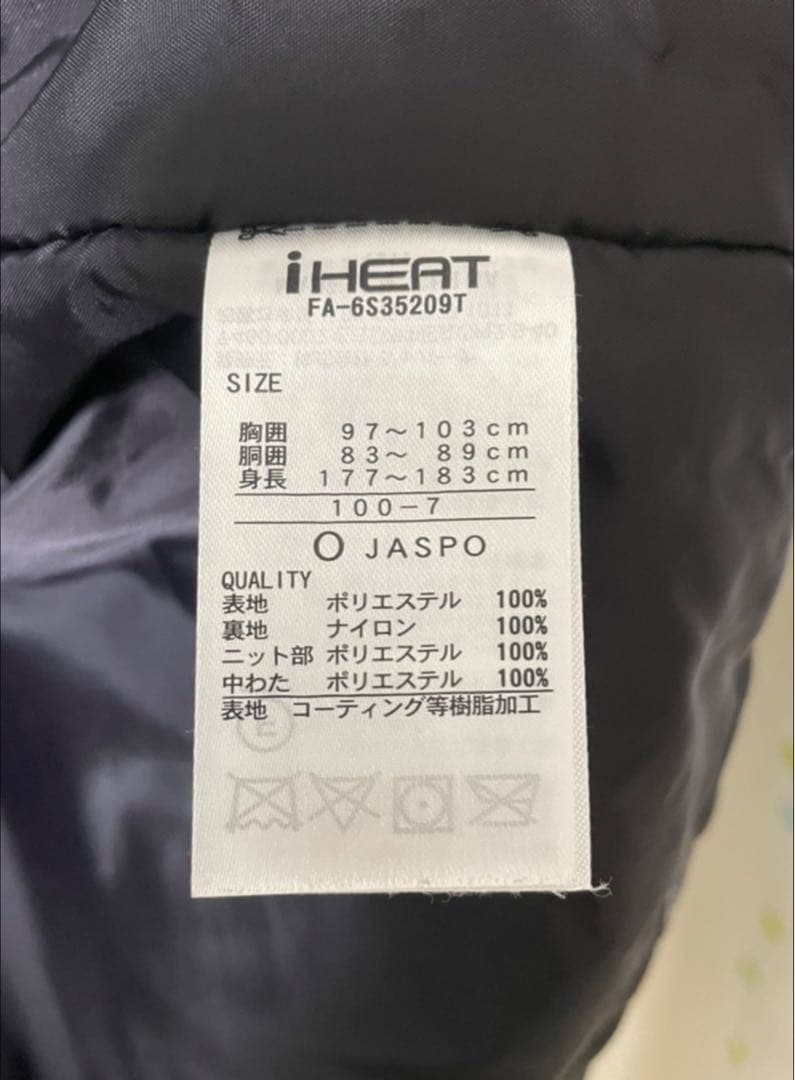 iHEAT
FA-6S35209T
SIZE
胸囲 97～103cm
胴囲 83～ 89cm
身長 177～183cm
100-7
O JASPO
QUALITY
表地 ポリエステル 100%
裏地 ナイロン 100%
ニット部 ポリエステル 100%
中わた ポリエステル 100%
表地 コーティング等樹脂加工